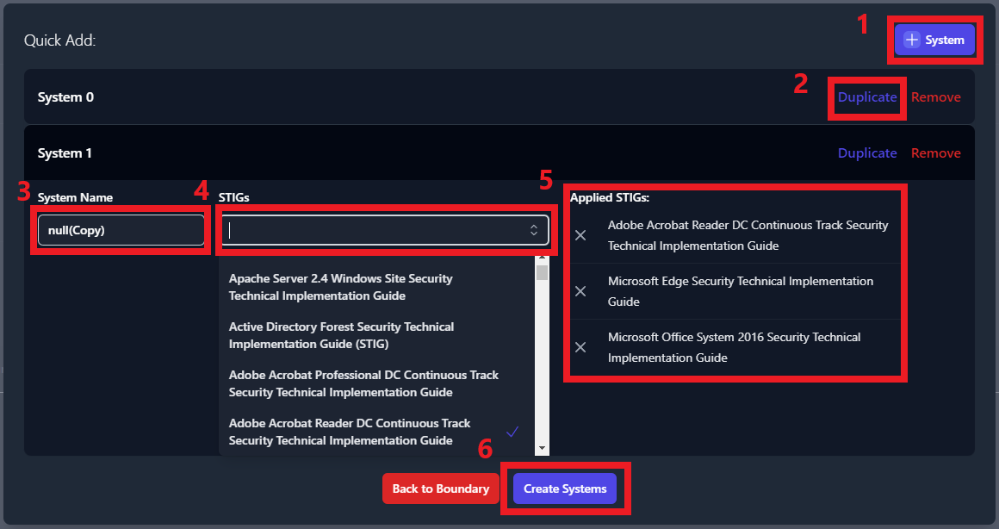 1
Quick Add:
System
2
System 0
Duplicate
Remove
System 1
Duplicate
Remove
3
System Name
4
STIGs
5
Applied STIGs:
null(Copy)
Adobe Acrobat Reader DC Continuous Track Security
Technical Implementation Guide
Microsoft Edge Security Technical Implementation
Guide
Microsoft Office System 2016 Security Technical
Implementation Guide
Apache Server 2.4 Windows Site Security
Technical Implementation Guide
Active Directory Forest Security Technical
Implementation Guide (STIG)
Adobe Acrobat Professional DC Continuous Track
Security Technical Implementation Guide
Adobe Acrobat Reader DC Continuous Track
Security Technical Implementation Guide
6
Back to Boundary
Create Systems